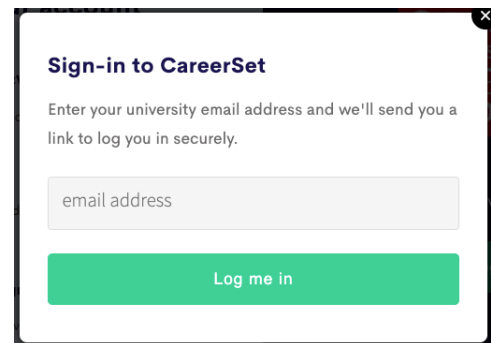 Sign-in to CareerSet
Enter your university email address and we'll send you a
link to log you in securely.
email address
Log me in